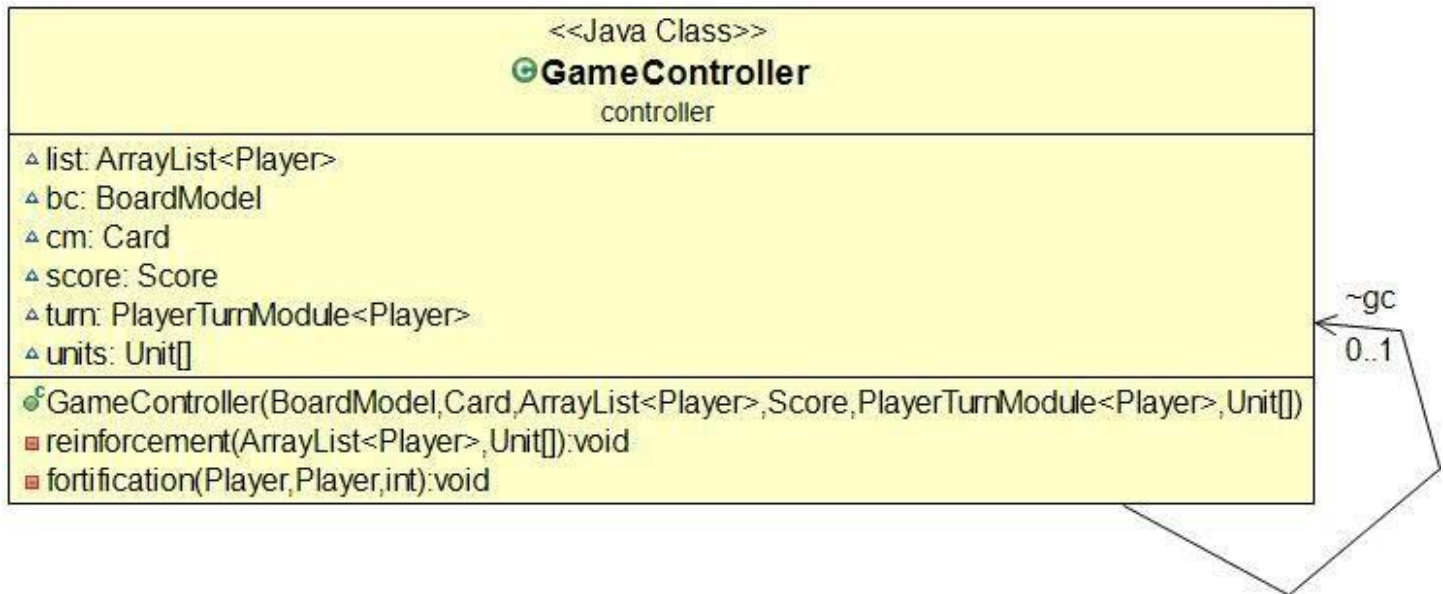 <<Java Class>>
GameController
controller
list: ArrayList<Player>
bc: BoardModel
cm: Card
score: Score
turn: PlayerTurnModule<Player>
units: Unit[]
~gc
0..1
GameController(BoardModel,Card,ArrayList<Player>,Score,PlayerTurnModule<Player>,Unit[])
reinforcement(ArrayList<Player>,Unit[]):void
fortification(Player,Player,int):void